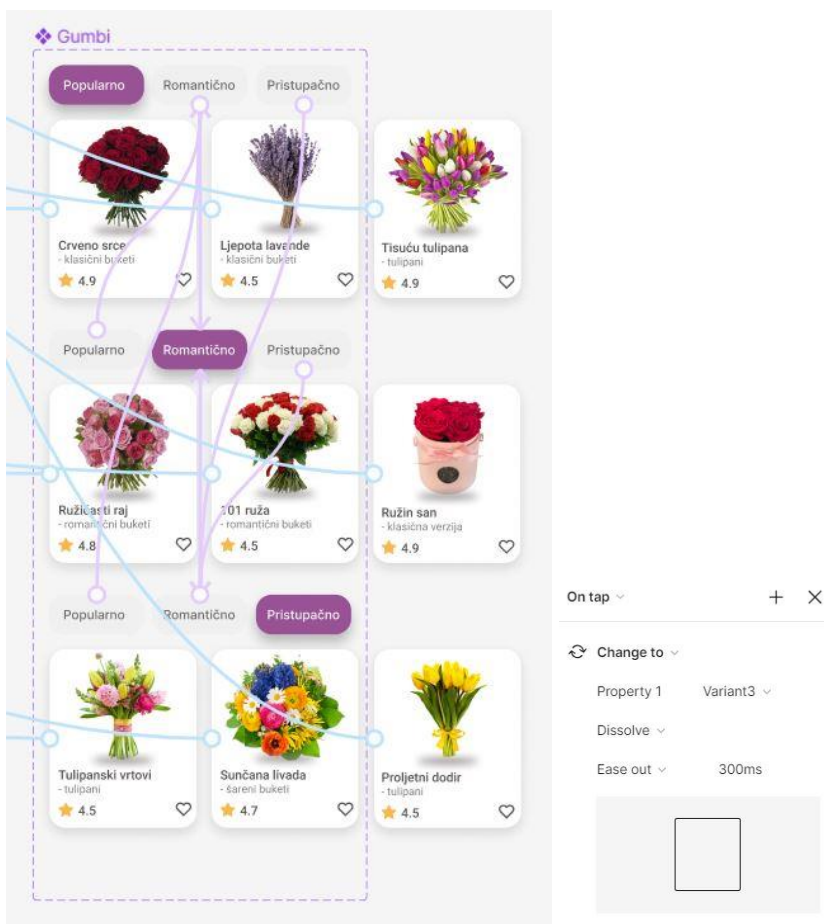 Gumbi
Popularno Romantično Pristupačno
Crveno srce Ljepota lavande Tisuću tulipana
- klasični buketi - klasični buketi - tulipani
4.9 4.5 4.9
Popularno Romantično Pristupačno
Ružičasti raj 101 ruža Ružin san
- romantični buketi - romantični buketi - klasična verzija
4.8 4.5 4.9
Popularno Romantično Pristupačno
Tulipanski vrtovi Sunčana livada Proljetni dodir
- tulipani - šareni buketi - tulipani
4.5 4.7 4.5
On tap
Change to
Property 1 Variant3
Dissolve
Ease out 300ms